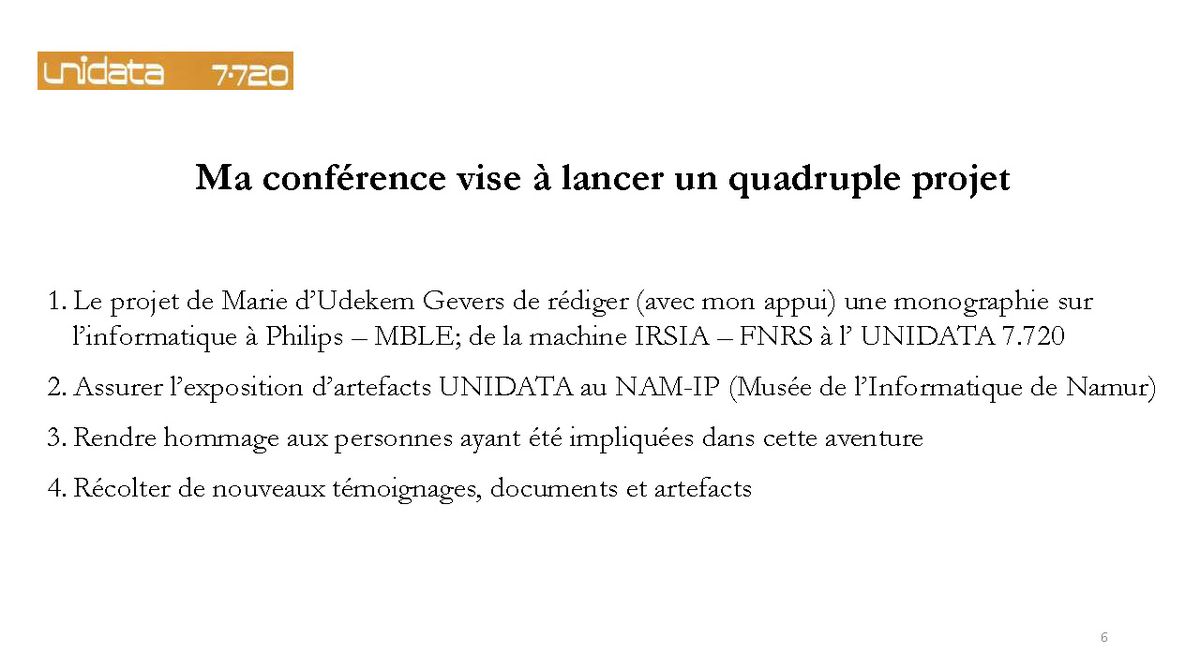 unidata 7.720
Ma conférence vise à lancer un quadruple projet
1. Le projet de Marie d’Udekem Gevers de rédiger (avec mon appui) une monographie sur
l’informatique à Philips – MBLE; de la machine IRSIA – FNRS à l’ UNIDATA 7.720
2. Assurer l’exposition d’artefacts UNIDATA au NAM-IP (Musée de l’Informatique de Namur)
3. Rendre hommage aux personnes ayant été impliquées dans cette aventure
4. Récolter de nouveaux témoignages, documents et artefacts
6